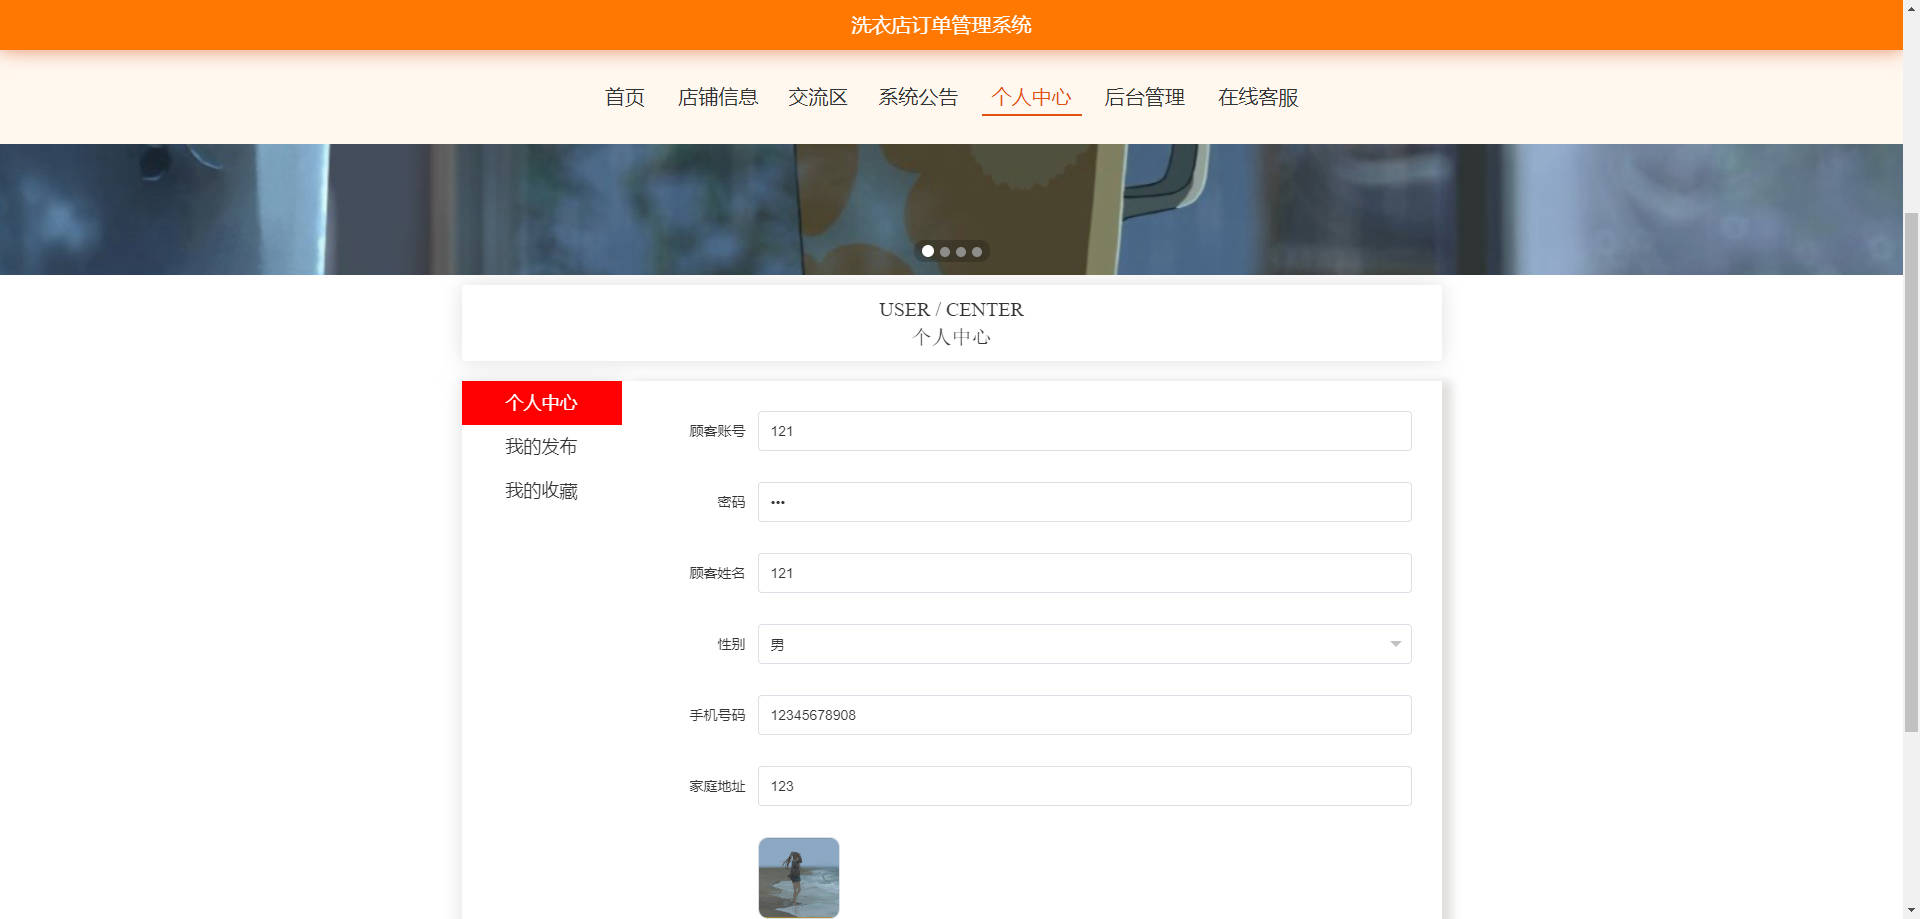 洗衣店订单管理系统
首页 店铺信息 交流区 系统公告 个人中心 后台管理 在线客服
USER / CENTER
个人中心
个人中心
我的发布
我的收藏
顾客账号 121
密码 •••
顾客姓名 121
性别 男
手机号码 12345678908
家庭地址 123